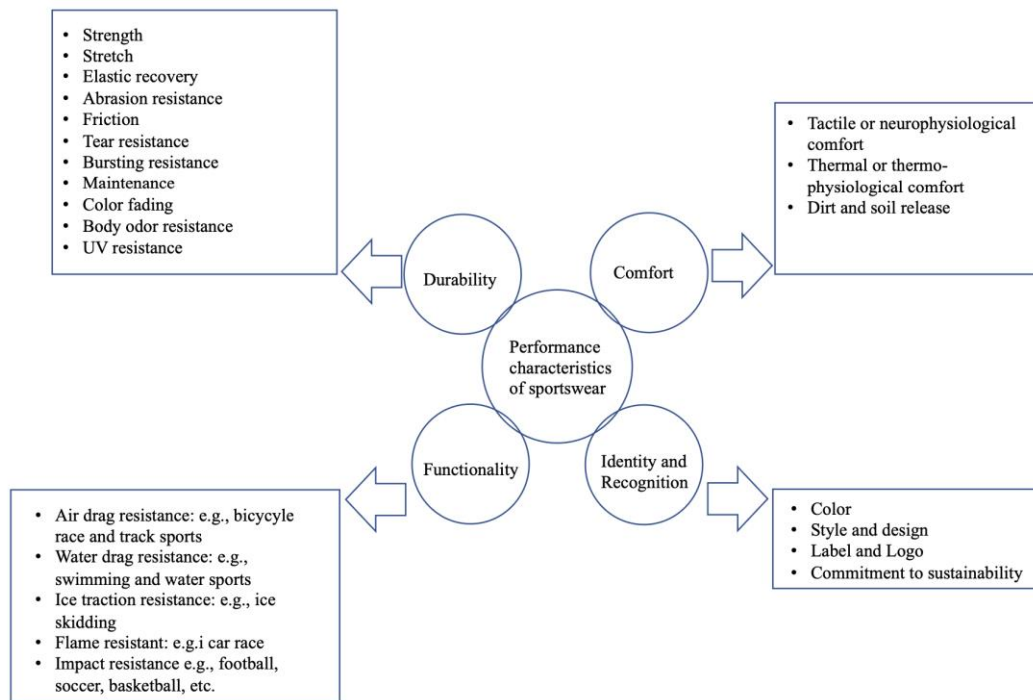 • Strength
• Stretch
• Elastic recovery
• Abrasion resistance
• Friction
• Tear resistance
• Bursting resistance
• Maintenance
• Color fading
• Body odor resistance
• UV resistance
• Tactile or neurophysiological
comfort
• Thermal or thermo-
physiological comfort
• Dirt and soil release
Durability
Comfort
Performance
characteristics
of sportswear
Functionality
Identity and
Recognition
• Air drag resistance: e.g., bicycyle
race and track sports
• Water drag resistance: e.g.,
swimming and water sports
• Ice traction resistance: e.g., ice
skidding
• Flame resistant: e.g.i car race
• Impact resistance e.g., football,
soccer, basketball, etc.
• Color
• Style and design
• Label and Logo
• Commitment to sustainability